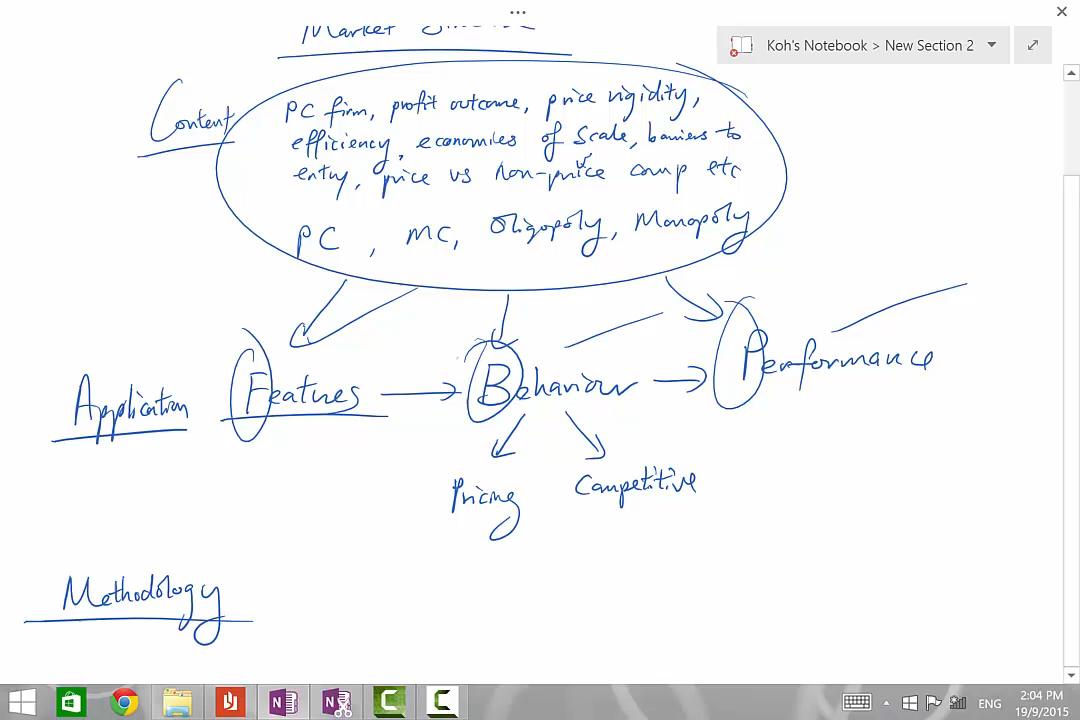 Koh's Notebook > New Section 2
Market
Content
PC firm, profit outcome, price rigidity,
efficiency, economies of scale, barriers to
entry, price vs non-price comp etc
PC, MC, Oligopoly, Monopoly
Application
Features → Behaviour → Performance
Pricing
Competitive
Methodology
ENG
2:04 PM
19/9/2015